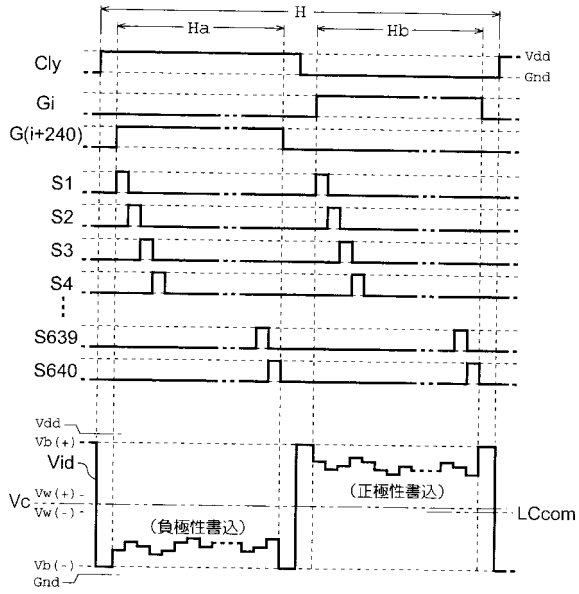 H
Ha
Hb
Cly
Vdd
Gnd
Gi
G(i+240)
S1
S2
S3
S4
S639
S640
Vdd
Vb(+)
Vid
Vw(+)
Vc
Vw(-)
(正極性書込)
LCcom
(負極性書込)
Vb(-)
Gnd